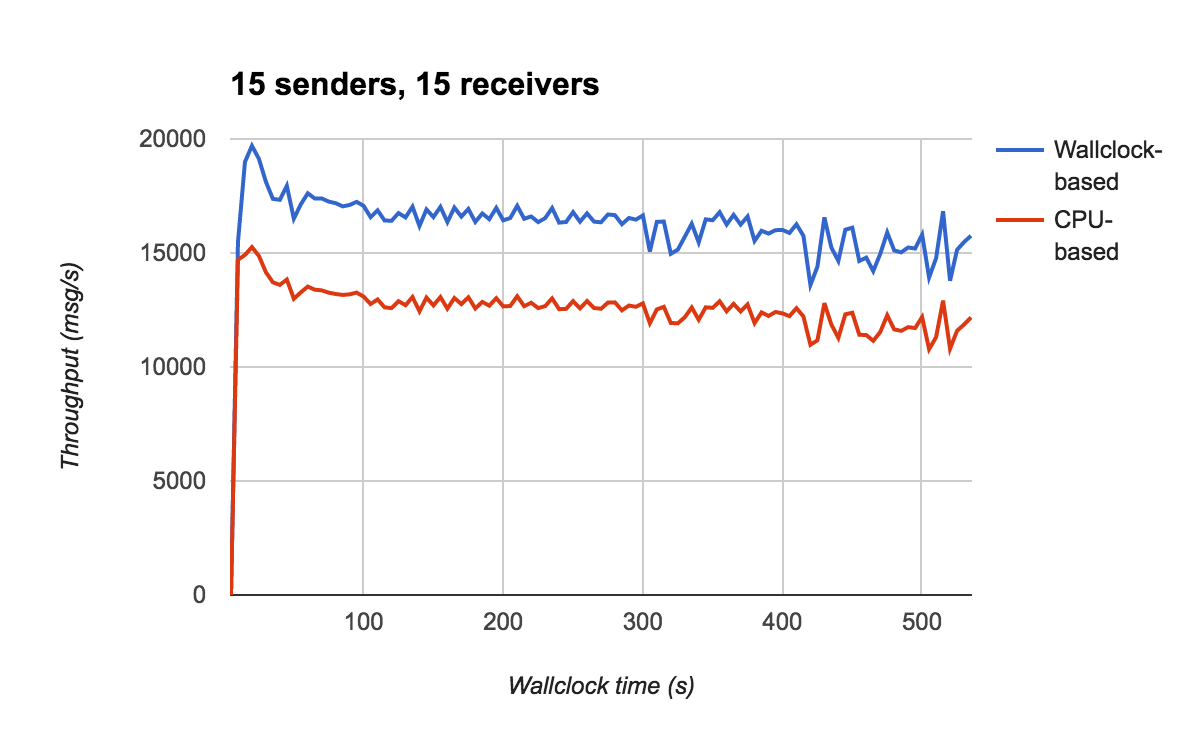 15 senders, 15 receivers
20000
15000
10000
5000
0
Throughput (msg/s)
100 200 300 400 500
Wallclock time (s)
Wallclock-
based
CPU-
based